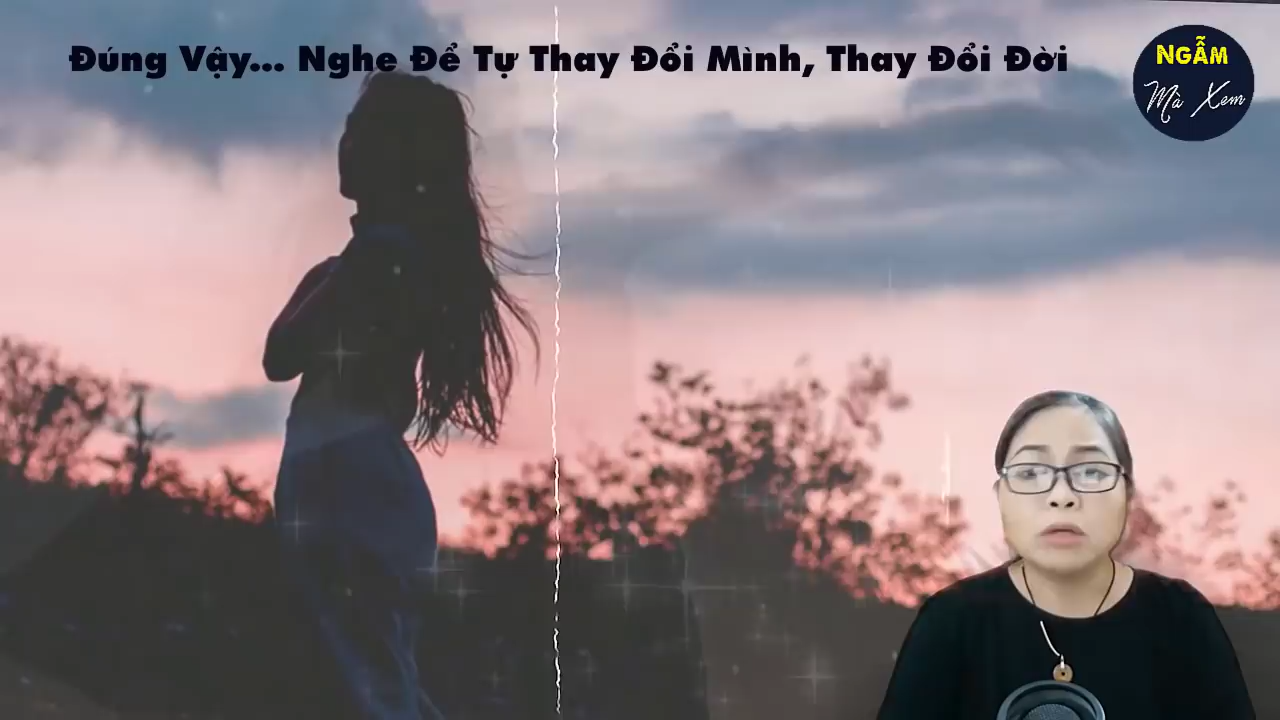 Đúng Vậy... Nghe Để Tự Thay Đổi Mình, Thay Đổi Đời
NGẪM
Mà Xem